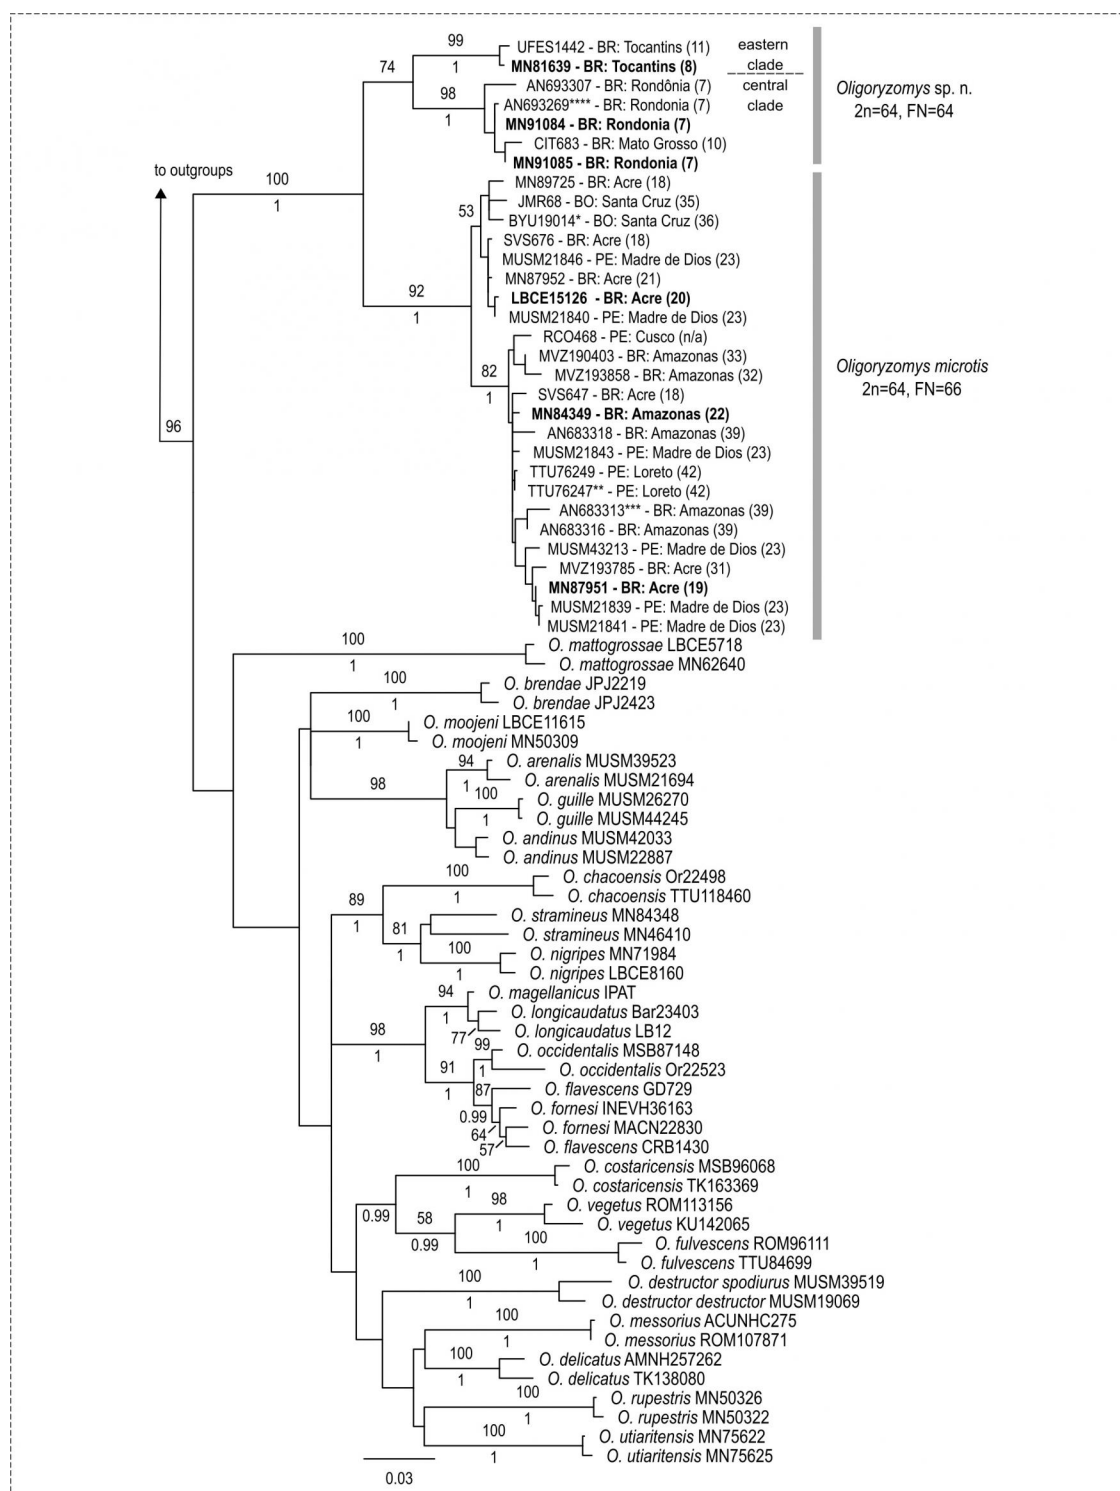 99
UFES1442 - BR: Tocantins (11)
eastern
74
1
MN81639 - BR: Tocantins (8)
clade
98
AN693307 - BR: Rondônia (7)
central
Oligoryzomys sp. n.
1
AN693269**** - BR: Rondonia (7)
clade
2n=64, FN=64
MN91084 - BR: Rondonia (7)
CIT683 - BR: Mato Grosso (10)
MN91085 - BR: Rondonia (7)
to outgroups
100
1
MN89725 - BR: Acre (18)
JMR68 - BO: Santa Cruz (35)
53
BYU19014* - BO: Santa Cruz (36)
SVS676 - BR: Acre (18)
MUSM21846 - PE: Madre de Dios (23)
MN87952 - BR: Acre (21)
92
1
LBCE15126 - BR: Acre (20)
MUSM21840 - PE: Madre de Dios (23)
RCO468 - PE: Cusco (n/a)
MVZ190403 - BR: Amazonas (33)
82
1
MVZ193858 - BR: Amazonas (32)
Oligoryzomys microtis
2n=64, FN=66
SVS647 - BR: Acre (18)
MN84349 - BR: Amazonas (22)
96
AN683318 - BR: Amazonas (39)
MUSM21843 - PE: Madre de Dios (23)
TTU76249 - PE: Loreto (42)
TTU76247** - PE: Loreto (42)
AN683313*** - BR: Amazonas (39)
AN683316 - BR: Amazonas (39)
MUSM43213 - PE: Madre de Dios (23)
MVZ193785 - BR: Acre (31)
MN87951 - BR: Acre (19)
MUSM21839 - PE: Madre de Dios (23)
MUSM21841 - PE: Madre de Dios (23)
100
1
O. mattogrossae LBCE5718
O. mattogrossae MN62640
100
1
O. brendae JPJ2219
O. brendae JPJ2423
100
1
O. moojeni LBCE11615
O. moojeni MN50309
98
94
1
O. arenalis MUSM39523
O. arenalis MUSM21694
100
1
O. guille MUSM26270
O. guille MUSM44245
O. andinus MUSM42033
O. andinus MUSM22887
89
1
100
1
O. chacoensis Or22498
O. chacoensis TTU118460
81
1
O. stramineus MN84348
O. stramineus MN46410
100
1
O. nigripes MN71984
O. nigripes LBCE8160
98
1
94
1
O. magellanicus IPAT
O. longicaudatus Bar23403
77
O. longicaudatus LB12
91
1
99
1
O. occidentalis MSB87148
O. occidentalis Or22523
87
0.99
O. flavescens GD729
64
O. fornesi INEVH36163
57
O. fornesi MACN22830
O. flavescens CRB1430
0.99
100
1
O. costaricensis MSB96068
O. costaricensis TK163369
58
0.99
98
1
O. vegetus ROM113156
O. vegetus KU142065
100
1
O. fulvescens ROM96111
O. fulvescens TTU84699
100
1
O. destructor spodiurus MUSM39519
O. destructor destructor MUSM19069
100
1
O. messorius ACUNHC275
O. messorius ROM107871
100
1
O. delicatus AMNH257262
O. delicatus TK138080
100
1
O. rupestris MN50326
O. rupestris MN50322
100
1
O. utiaritensis MN75622
O. utiaritensis MN75625
0.03